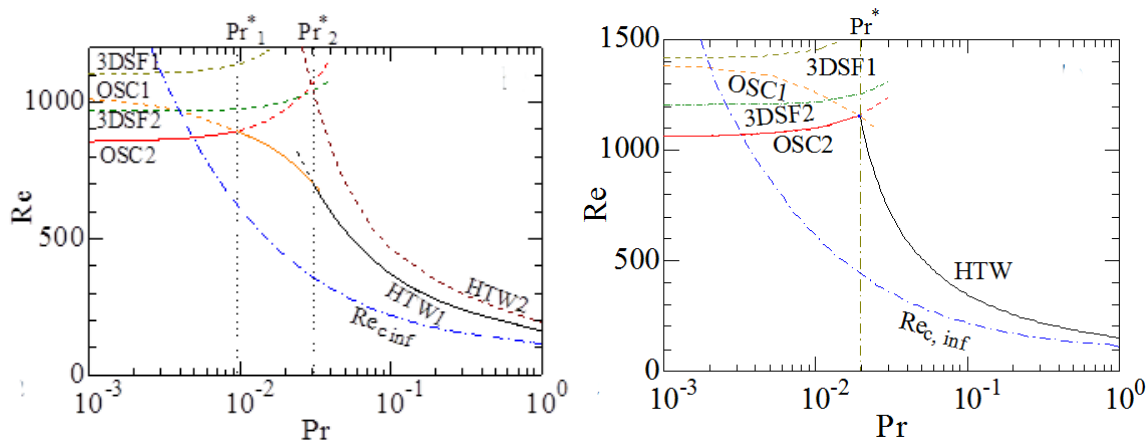 Pr*1 Pr*2
3DSF1
OSC1
3DSF2
OSC2
HTW1
HTW2
Rec inf
Re
1000
500
0
10-3 10-2 10-1 100
Pr
Pr*
1500
1000
500
0
3DSF1
OSC1
3DSF2
OSC2
HTW
Rec, inf
Re
10-3 10-2 10-1 100
Pr